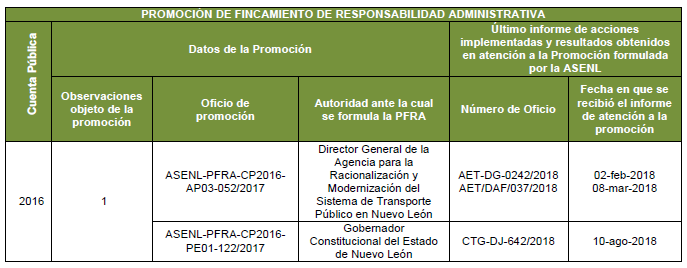 PROMOCIÓN DE FINCAMIENTO DE RESPONSABILIDAD ADMINISTRATIVA
Cuenta Pública
Datos de la Promoción
Último informe de acciones
implementadas y resultados obtenidos
en atención a la Promoción formulada
por la ASENL
Observaciones
objeto de la
promoción
Oficio de
promoción
Autoridad ante la cual
se formula la PFRA
Número de Oficio
Fecha en que se
recibió el informe
de atención a la
promoción
2016
1
ASENL-PFRA-CP2016-
AP03-052/2017
Director General de la
Agencia para la
Racionalización y
Modernización del
Sistema de Transporte
Público en Nuevo León
AET-DG-0242/2018
AET/DAF/037/2018
02-feb-2018
08-mar-2018
ASENL-PFRA-CP2016-
PE01-122/2017
Gobernador
Constitucional del Estado
de Nuevo León
CTG-DJ-642/2018
10-ago-2018